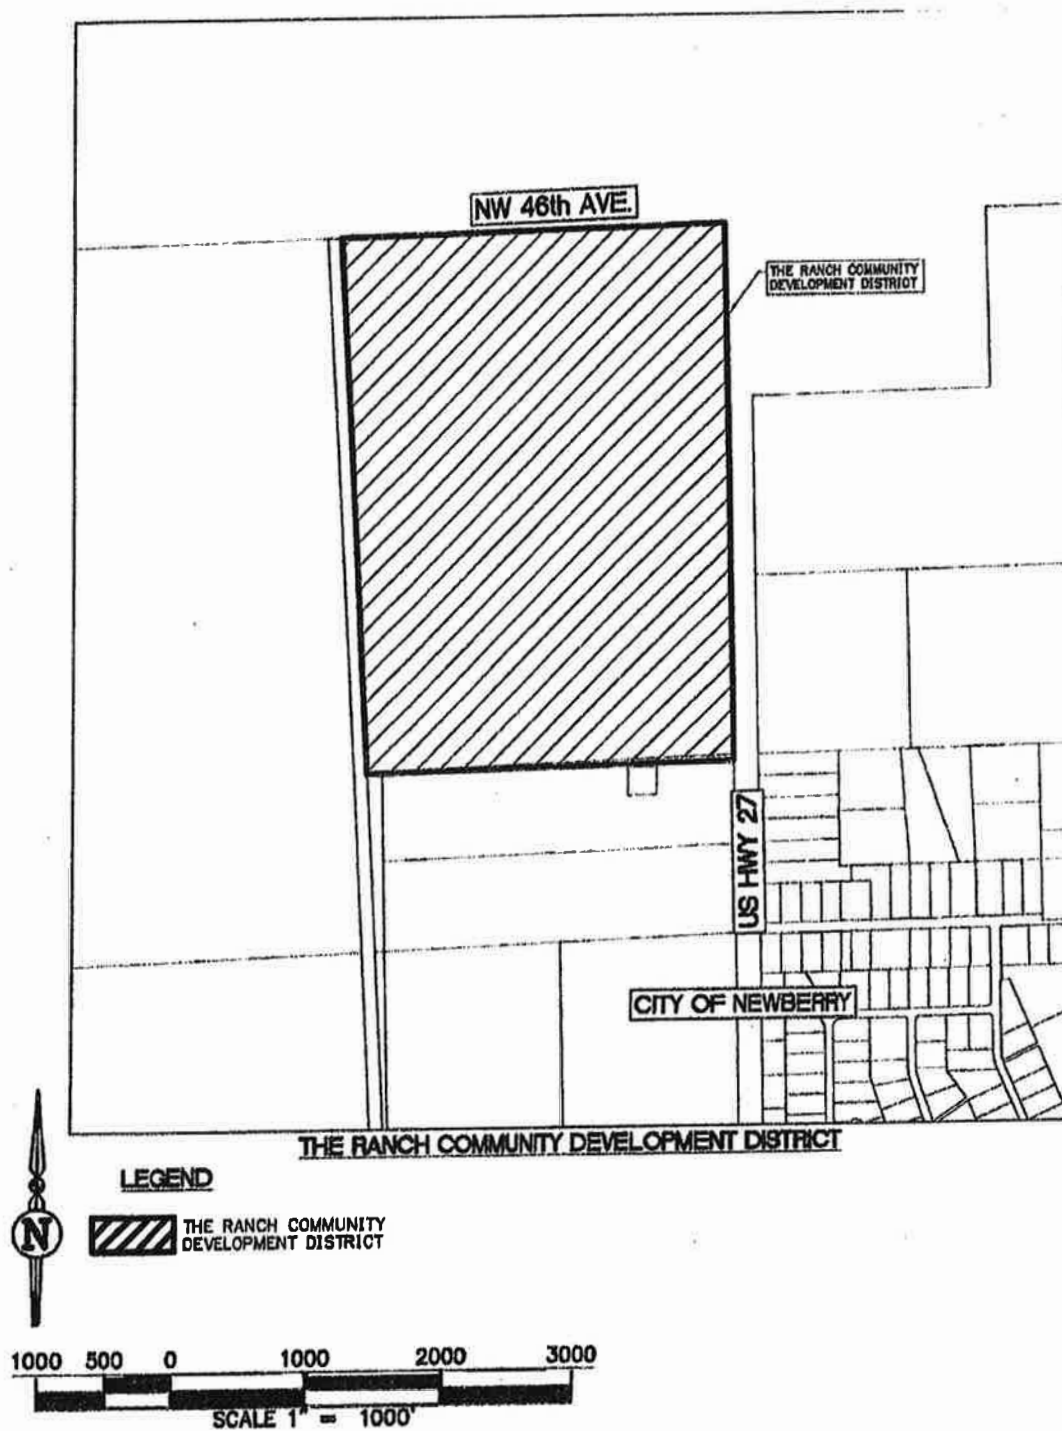 NW 46th AVE.
THE RANCH COMMUNITY
DEVELOPMENT DISTRICT
US HWY 27
CITY OF NEWBERRY
THE RANCH COMMUNITY DEVELOPMENT DISTRICT
LEGEND
THE RANCH COMMUNITY
DEVELOPMENT DISTRICT
N
1000 500 0 1000 2000 3000
SCALE 1" = 1000'